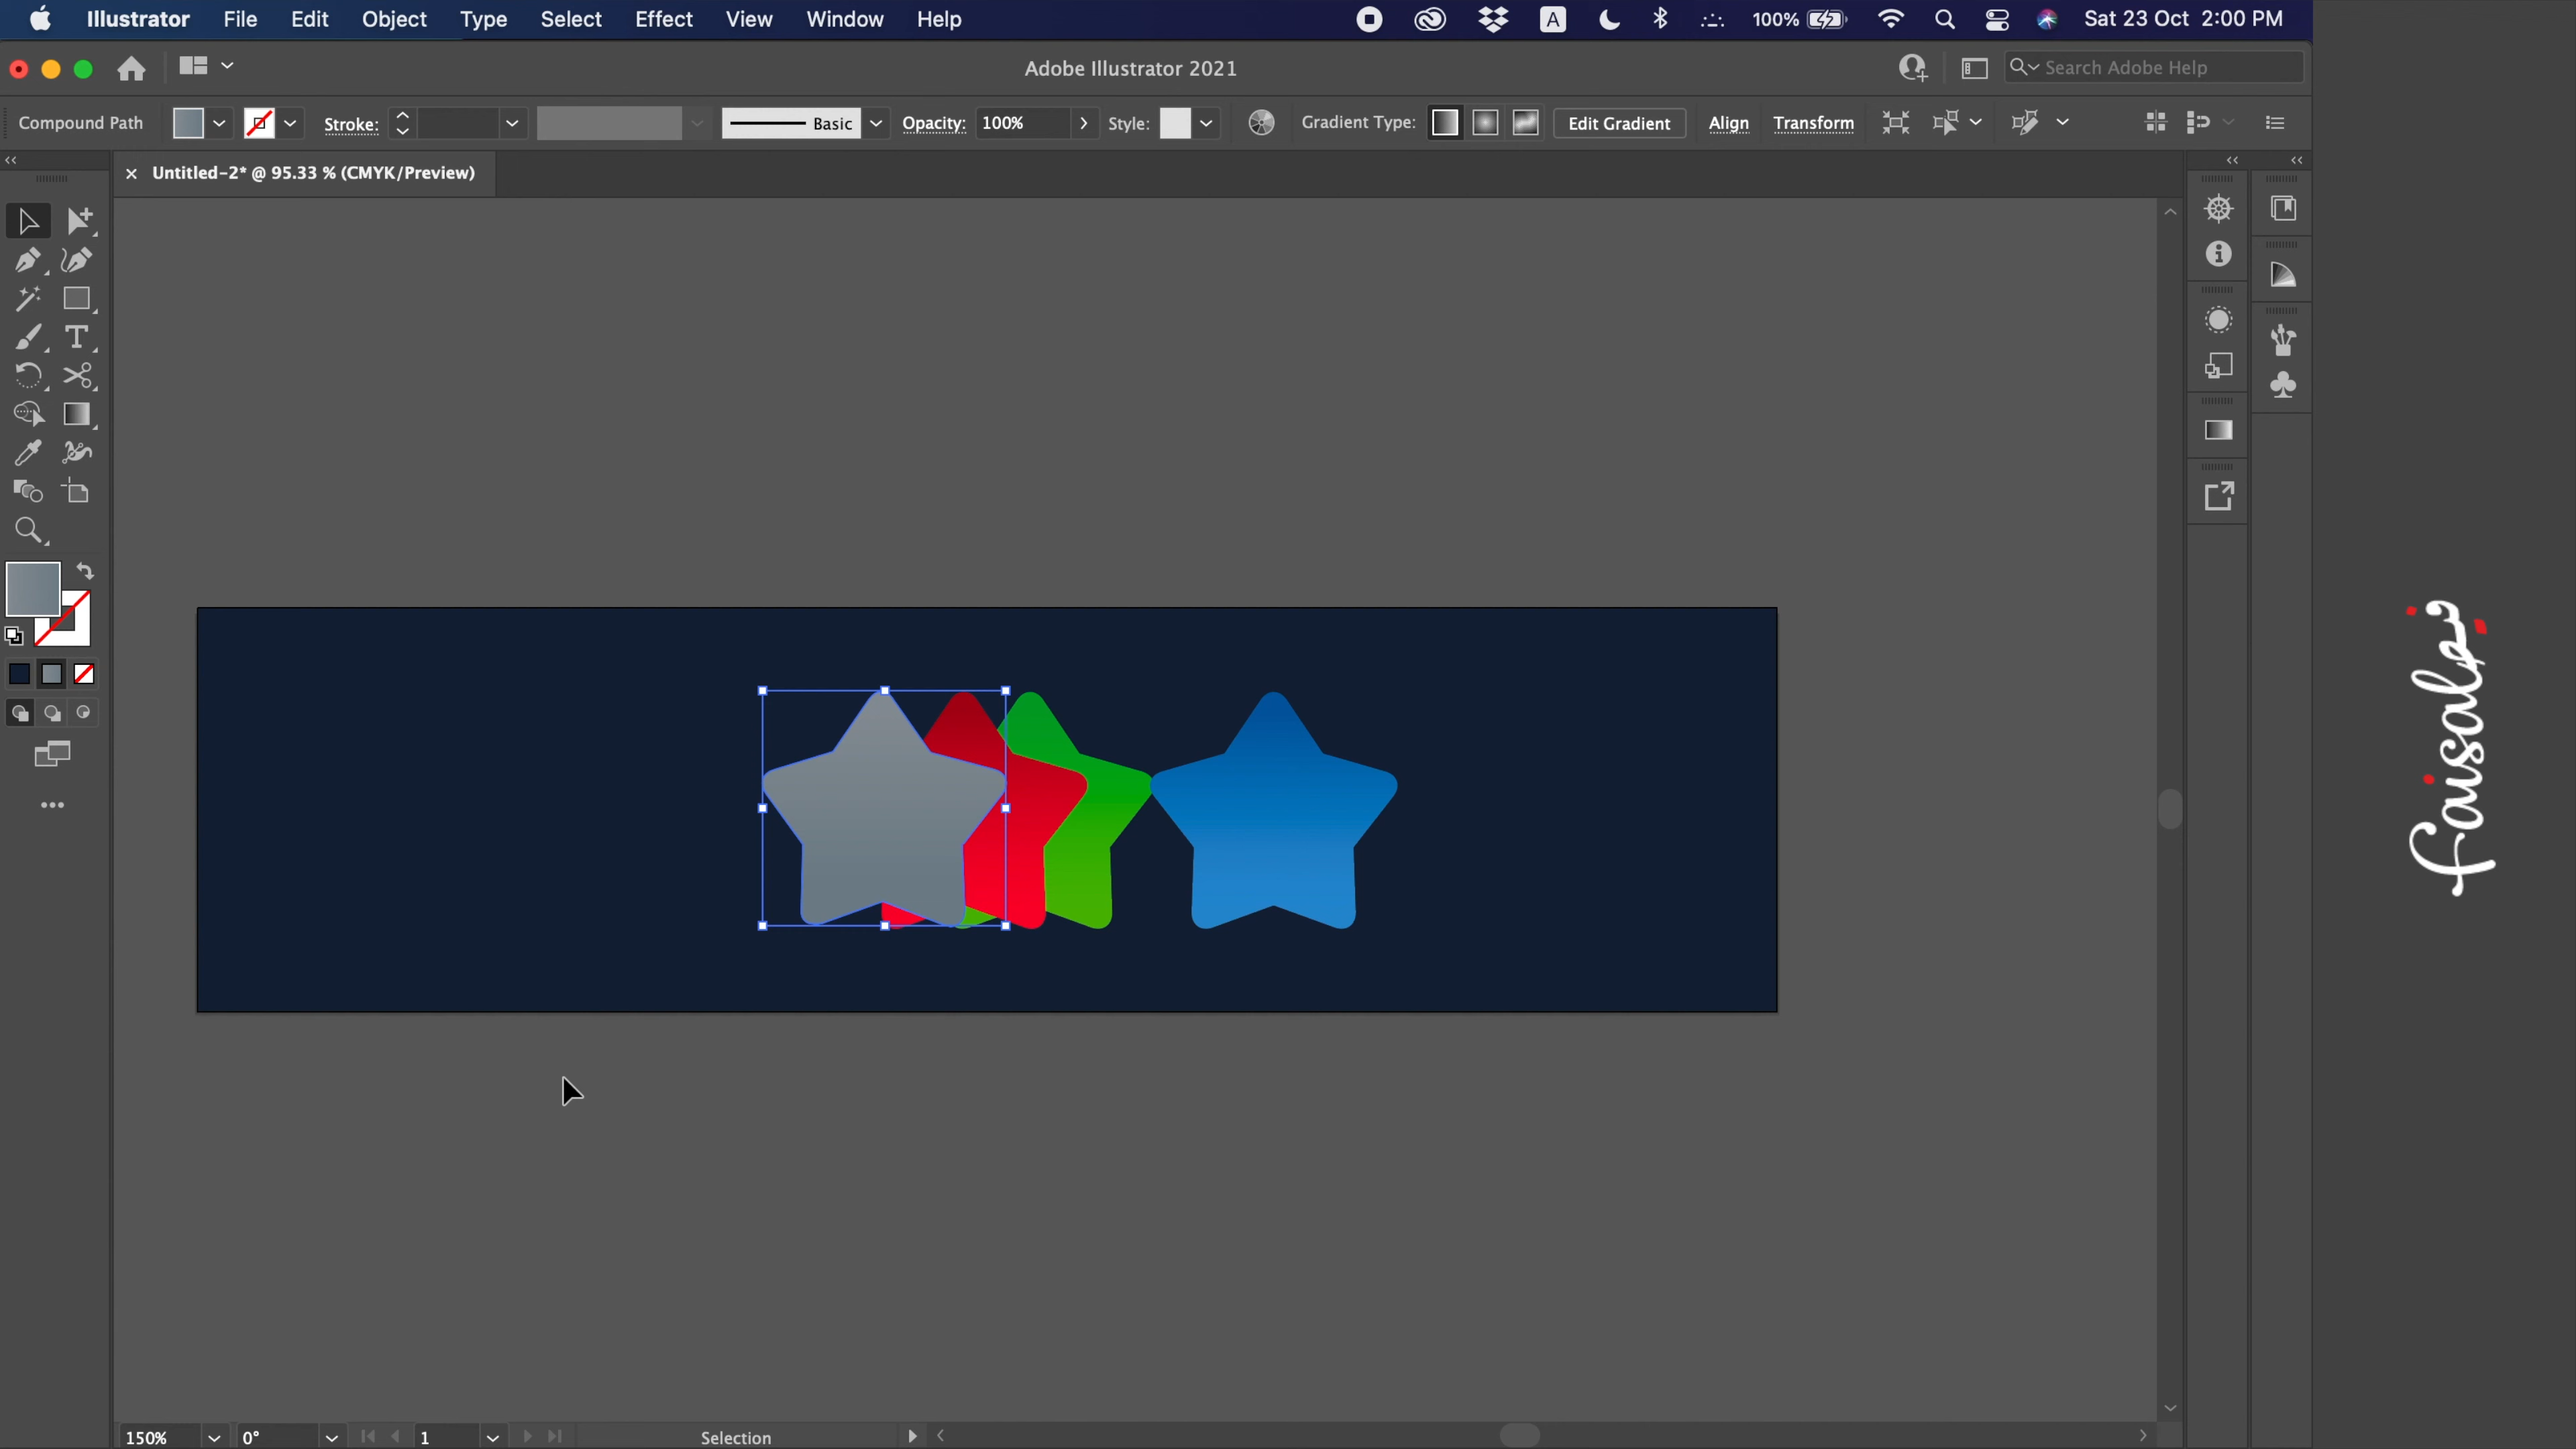 Illustrator File Edit Object Type Select Effect View Window Help A 100% Sat 23 Oct 2:00 PM
Adobe Illustrator 2021 Search Adobe Help
Compound Path Stroke: Basic Opacity: 100% Style: Gradient Type: Edit Gradient Align Transform
× Untitled-2* @ 95.33 % (CMYK/Preview)
T
150% 0° 1 Selection